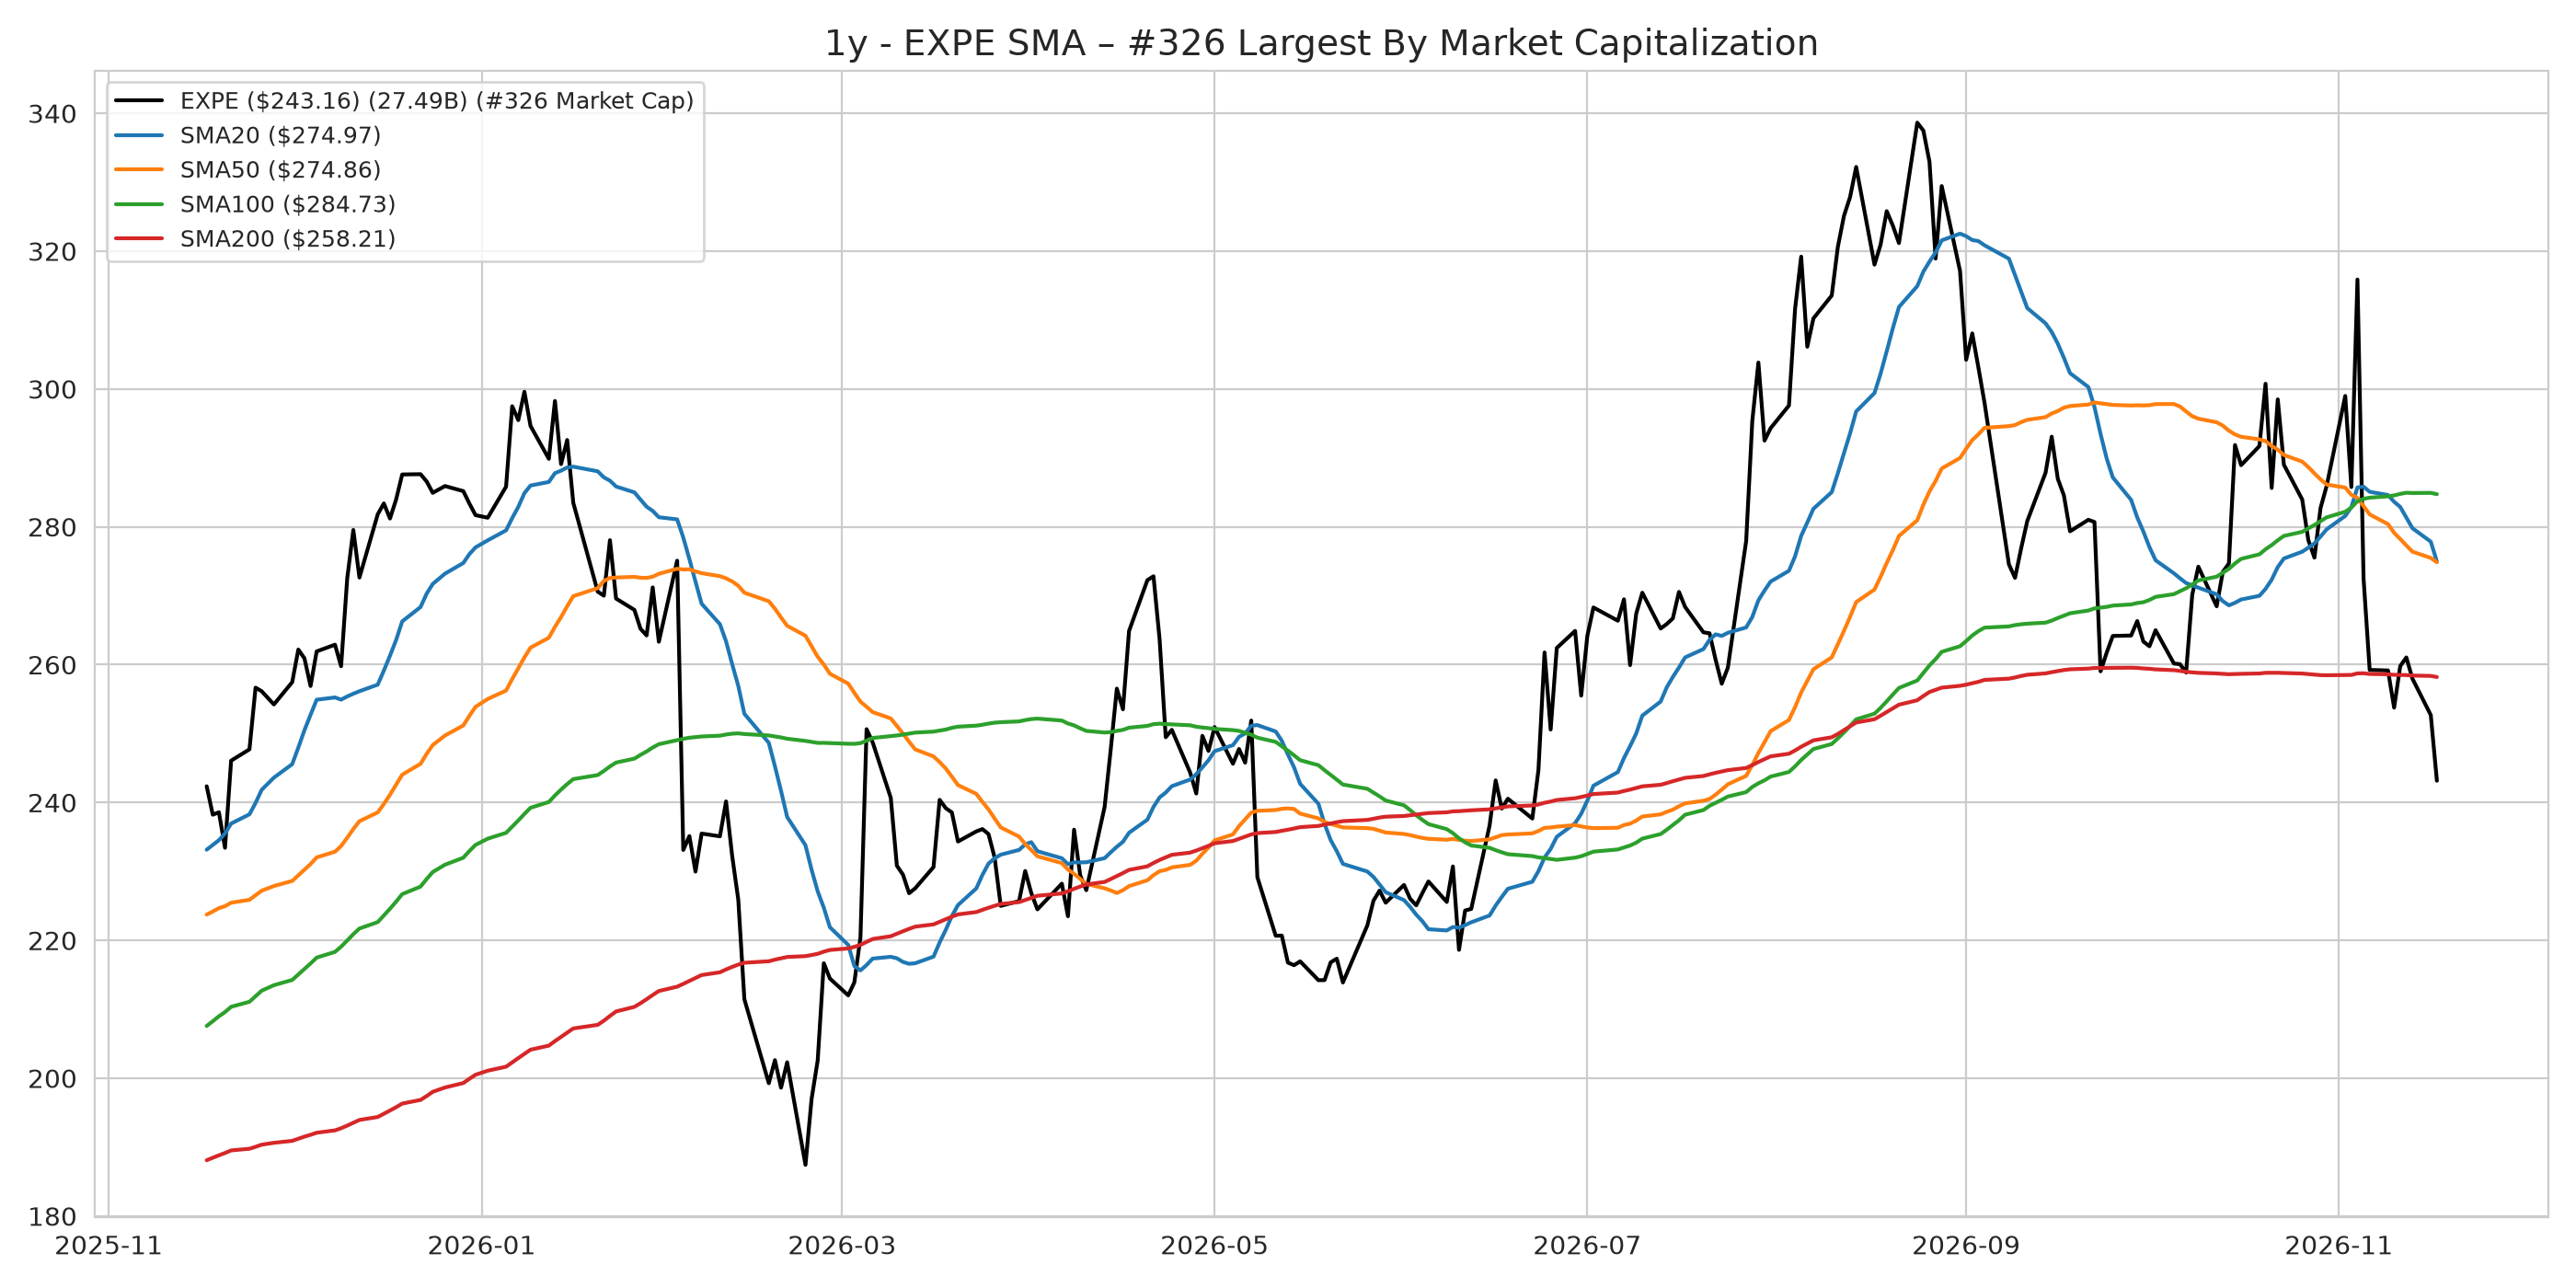 1y - EXPE SMA – #326 Largest By Market Capitalization
EXPE ($243.16) (27.49B) (#326 Market Cap)
SMA20 ($274.97)
SMA50 ($274.86)
SMA100 ($284.73)
SMA200 ($258.21)
340
320
300
280
260
240
220
200
180
2025-11
2026-01
2026-03
2026-05
2026-07
2026-09
2026-11